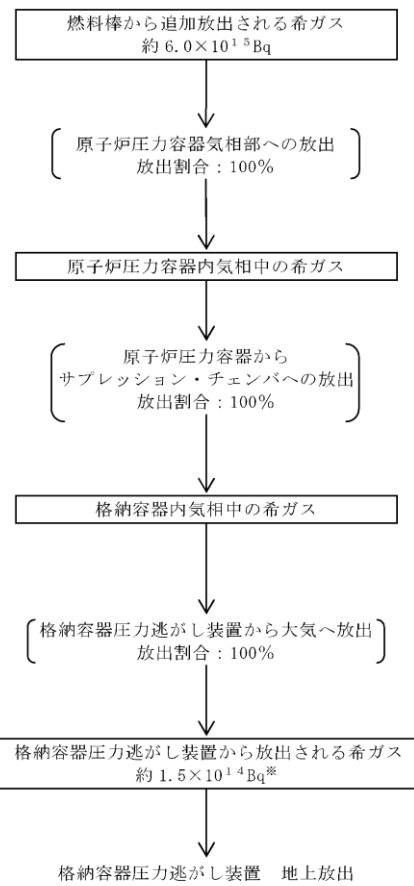 燃料棒から追加放出される希ガス
約 6.0×10¹⁵Bq
原子炉圧力容器気相部への放出
放出割合：100%
原子炉圧力容器内気相中の希ガス
原子炉圧力容器から
サプレッション・チェンバへの放出
放出割合：100%
格納容器内気相中の希ガス
格納容器圧力逃がし装置から大気へ放出
放出割合：100%
格納容器圧力逃がし装置から放出される希ガス
約 1.5×10¹⁴Bq※
格納容器圧力逃がし装置　地上放出